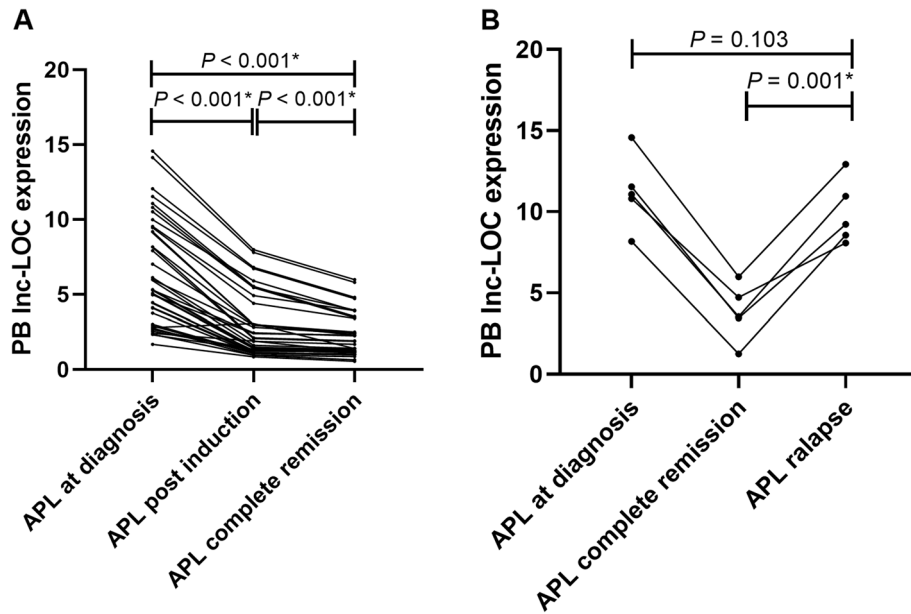 A
P < 0.001*
P < 0.001*
P < 0.001*
PB lnc-LOC expression
20
15
10
5
0
APL at diagnosis
APL post induction
APL complete remission
B
P = 0.103
P = 0.001*
PB lnc-LOC expression
20
15
10
5
0
APL at diagnosis
APL complete remission
APL ralapse